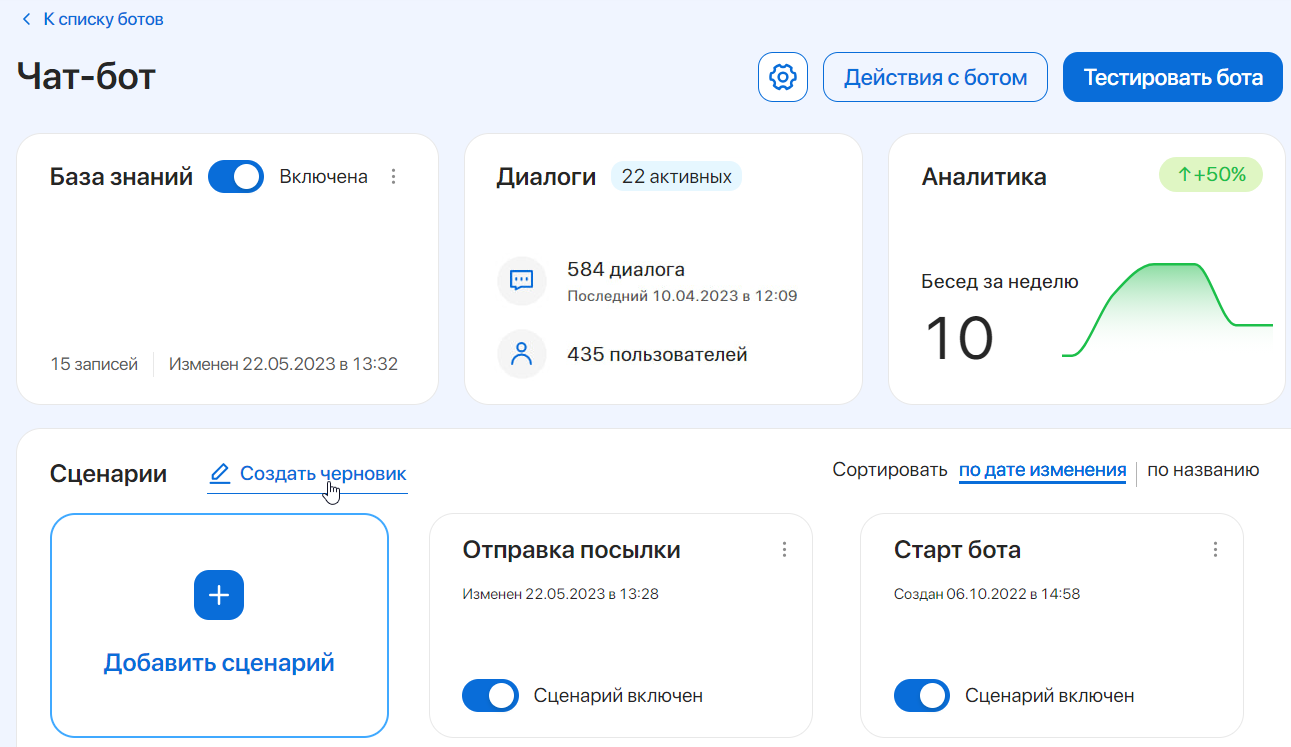 К списку ботов
Чат-бот
Действия с ботом
Тестировать бота
База знаний
Включена
15 записей
Изменен 22.05.2023 в 13:32
Диалоги
22 активных
584 диалога
Последний 10.04.2023 в 12:09
435 пользователей
Аналитика
↑+50%
Бесед за неделю
10
Сценарии
Создать черновик
Сортировать
по дате изменения
по названию
Добавить сценарий
Отправка посылки
Изменен 22.05.2023 в 13:28
Сценарий включен
Старт бота
Создан 06.10.2022 в 14:58
Сценарий включен